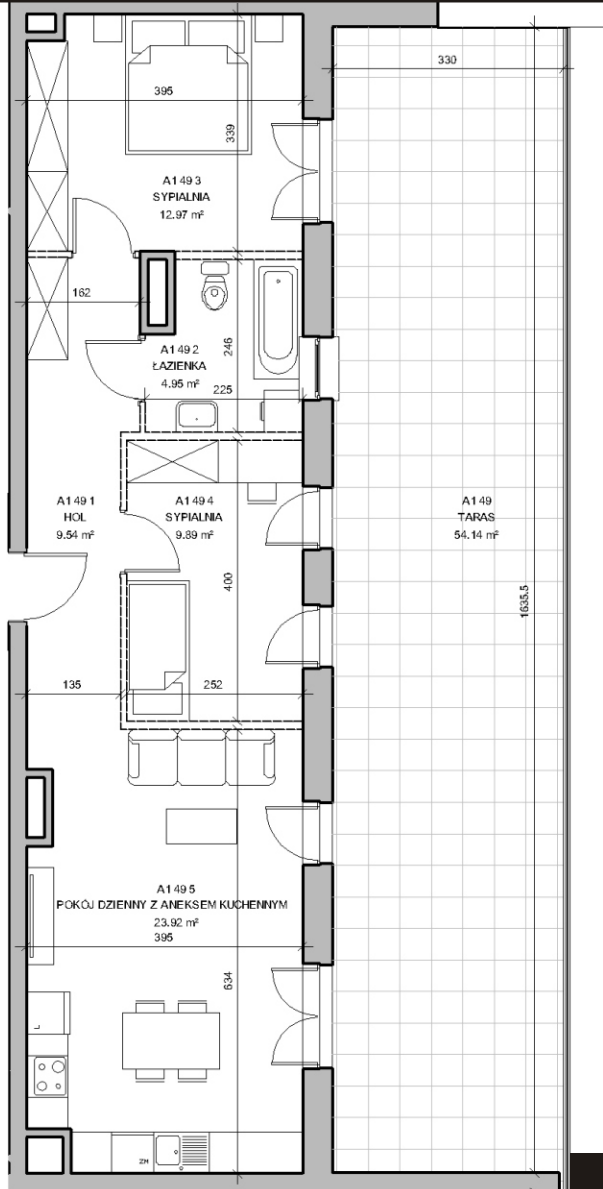 330
395
339
A1 49 3
SYPIALNIA
12.97 m²
162
A1 49 2
ŁAZIENKA
4.95 m²
246
225
A1 49 1
HOL
9.54 m²
A1 49 4
SYPIALNIA
9.89 m²
A1 49
TARAS
54.14 m²
400
1635.5
135
252
A1 49 5
POKÓJ DZIENNY Z ANEKSEM KUCHENNYM
23.92 m²
395
634
L
ZM